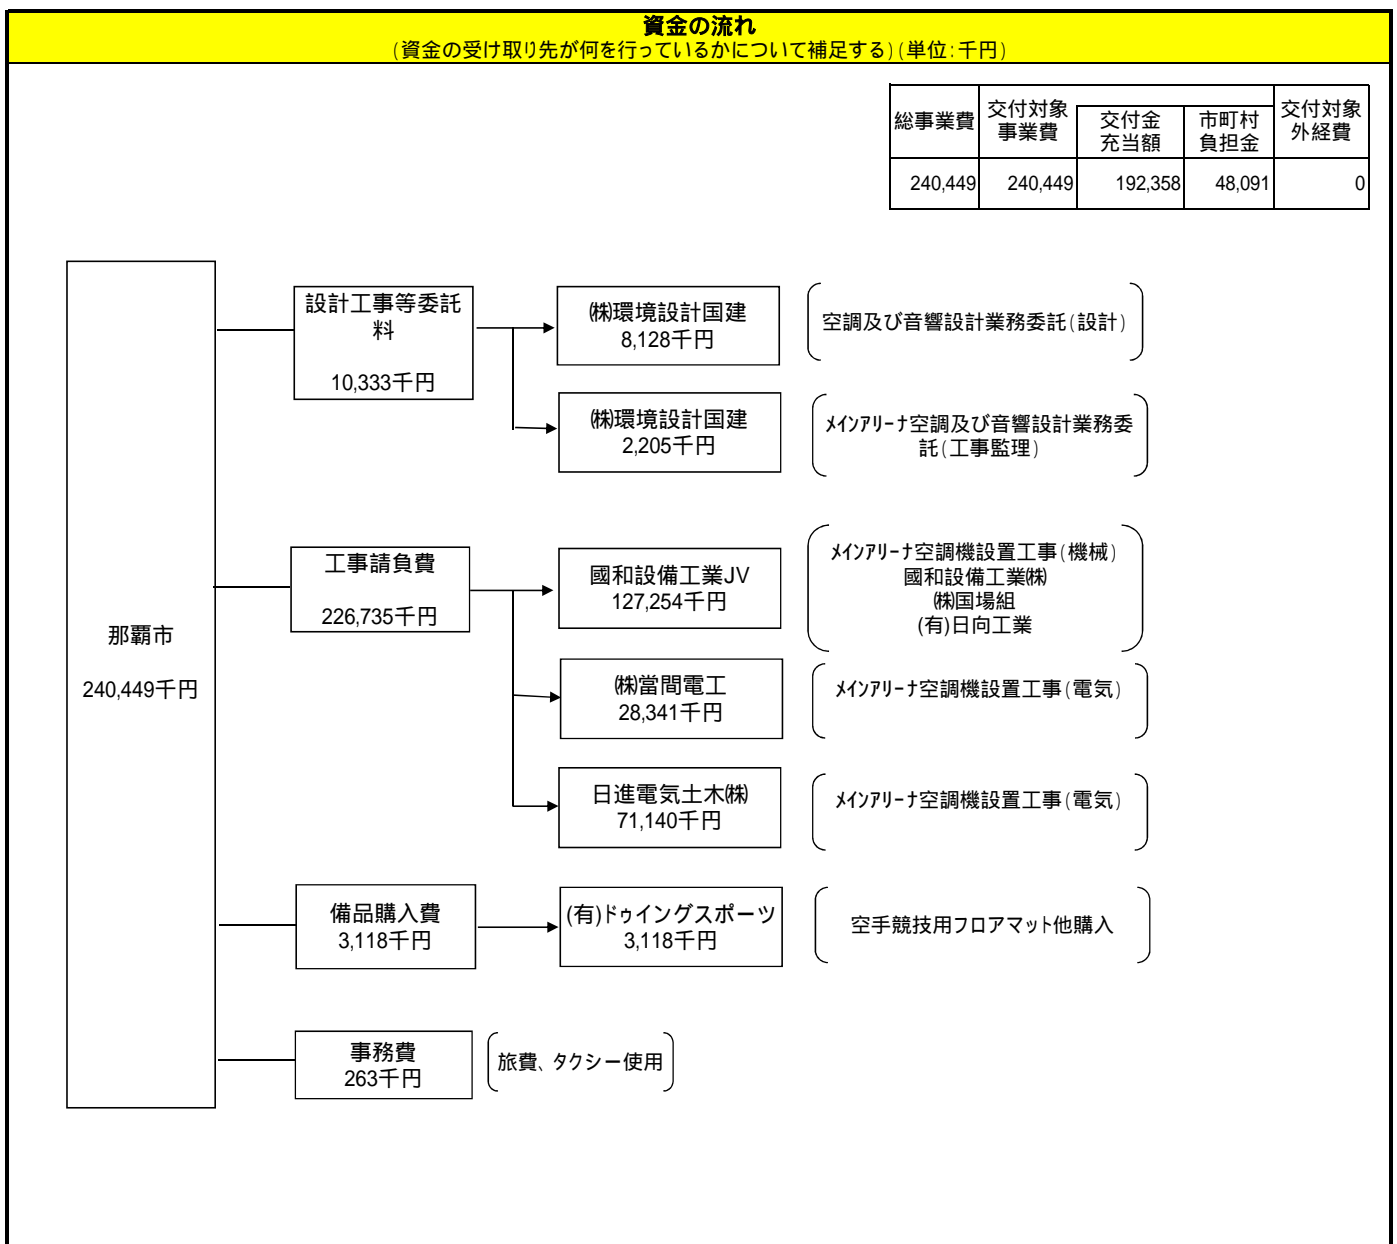 資金の流れ
(資金の受け取り先が何を行っているかについて補足する)(単位:千円)
総事業費
交付対象
事業費
交付金
充当額
市町村
負担金
交付対象
外経費
240,449
240,449
192,358
48,091
0
那覇市
240,449千円
設計工事等委託
料
10,333千円
㈱環境設計国建
8,128千円
空調及び音響設計業務委託(設計)
㈱環境設計国建
2,205千円
メインアリーナ空調及び音響設計業務委
託(工事監理)
工事請負費
226,735千円
國和設備工業JV
127,254千円
メインアリーナ空調機設置工事(機械)
國和設備工業㈱
㈱国場組
(有)日向工業
㈱當間電工
28,341千円
メインアリーナ空調機設置工事(電気)
日進電気土木㈱
71,140千円
メインアリーナ空調機設置工事(電気)
備品購入費
3,118千円
(有)ドゥイングスポーツ
3,118千円
空手競技用フロアマット他購入
事務費
263千円
旅費、タクシー使用